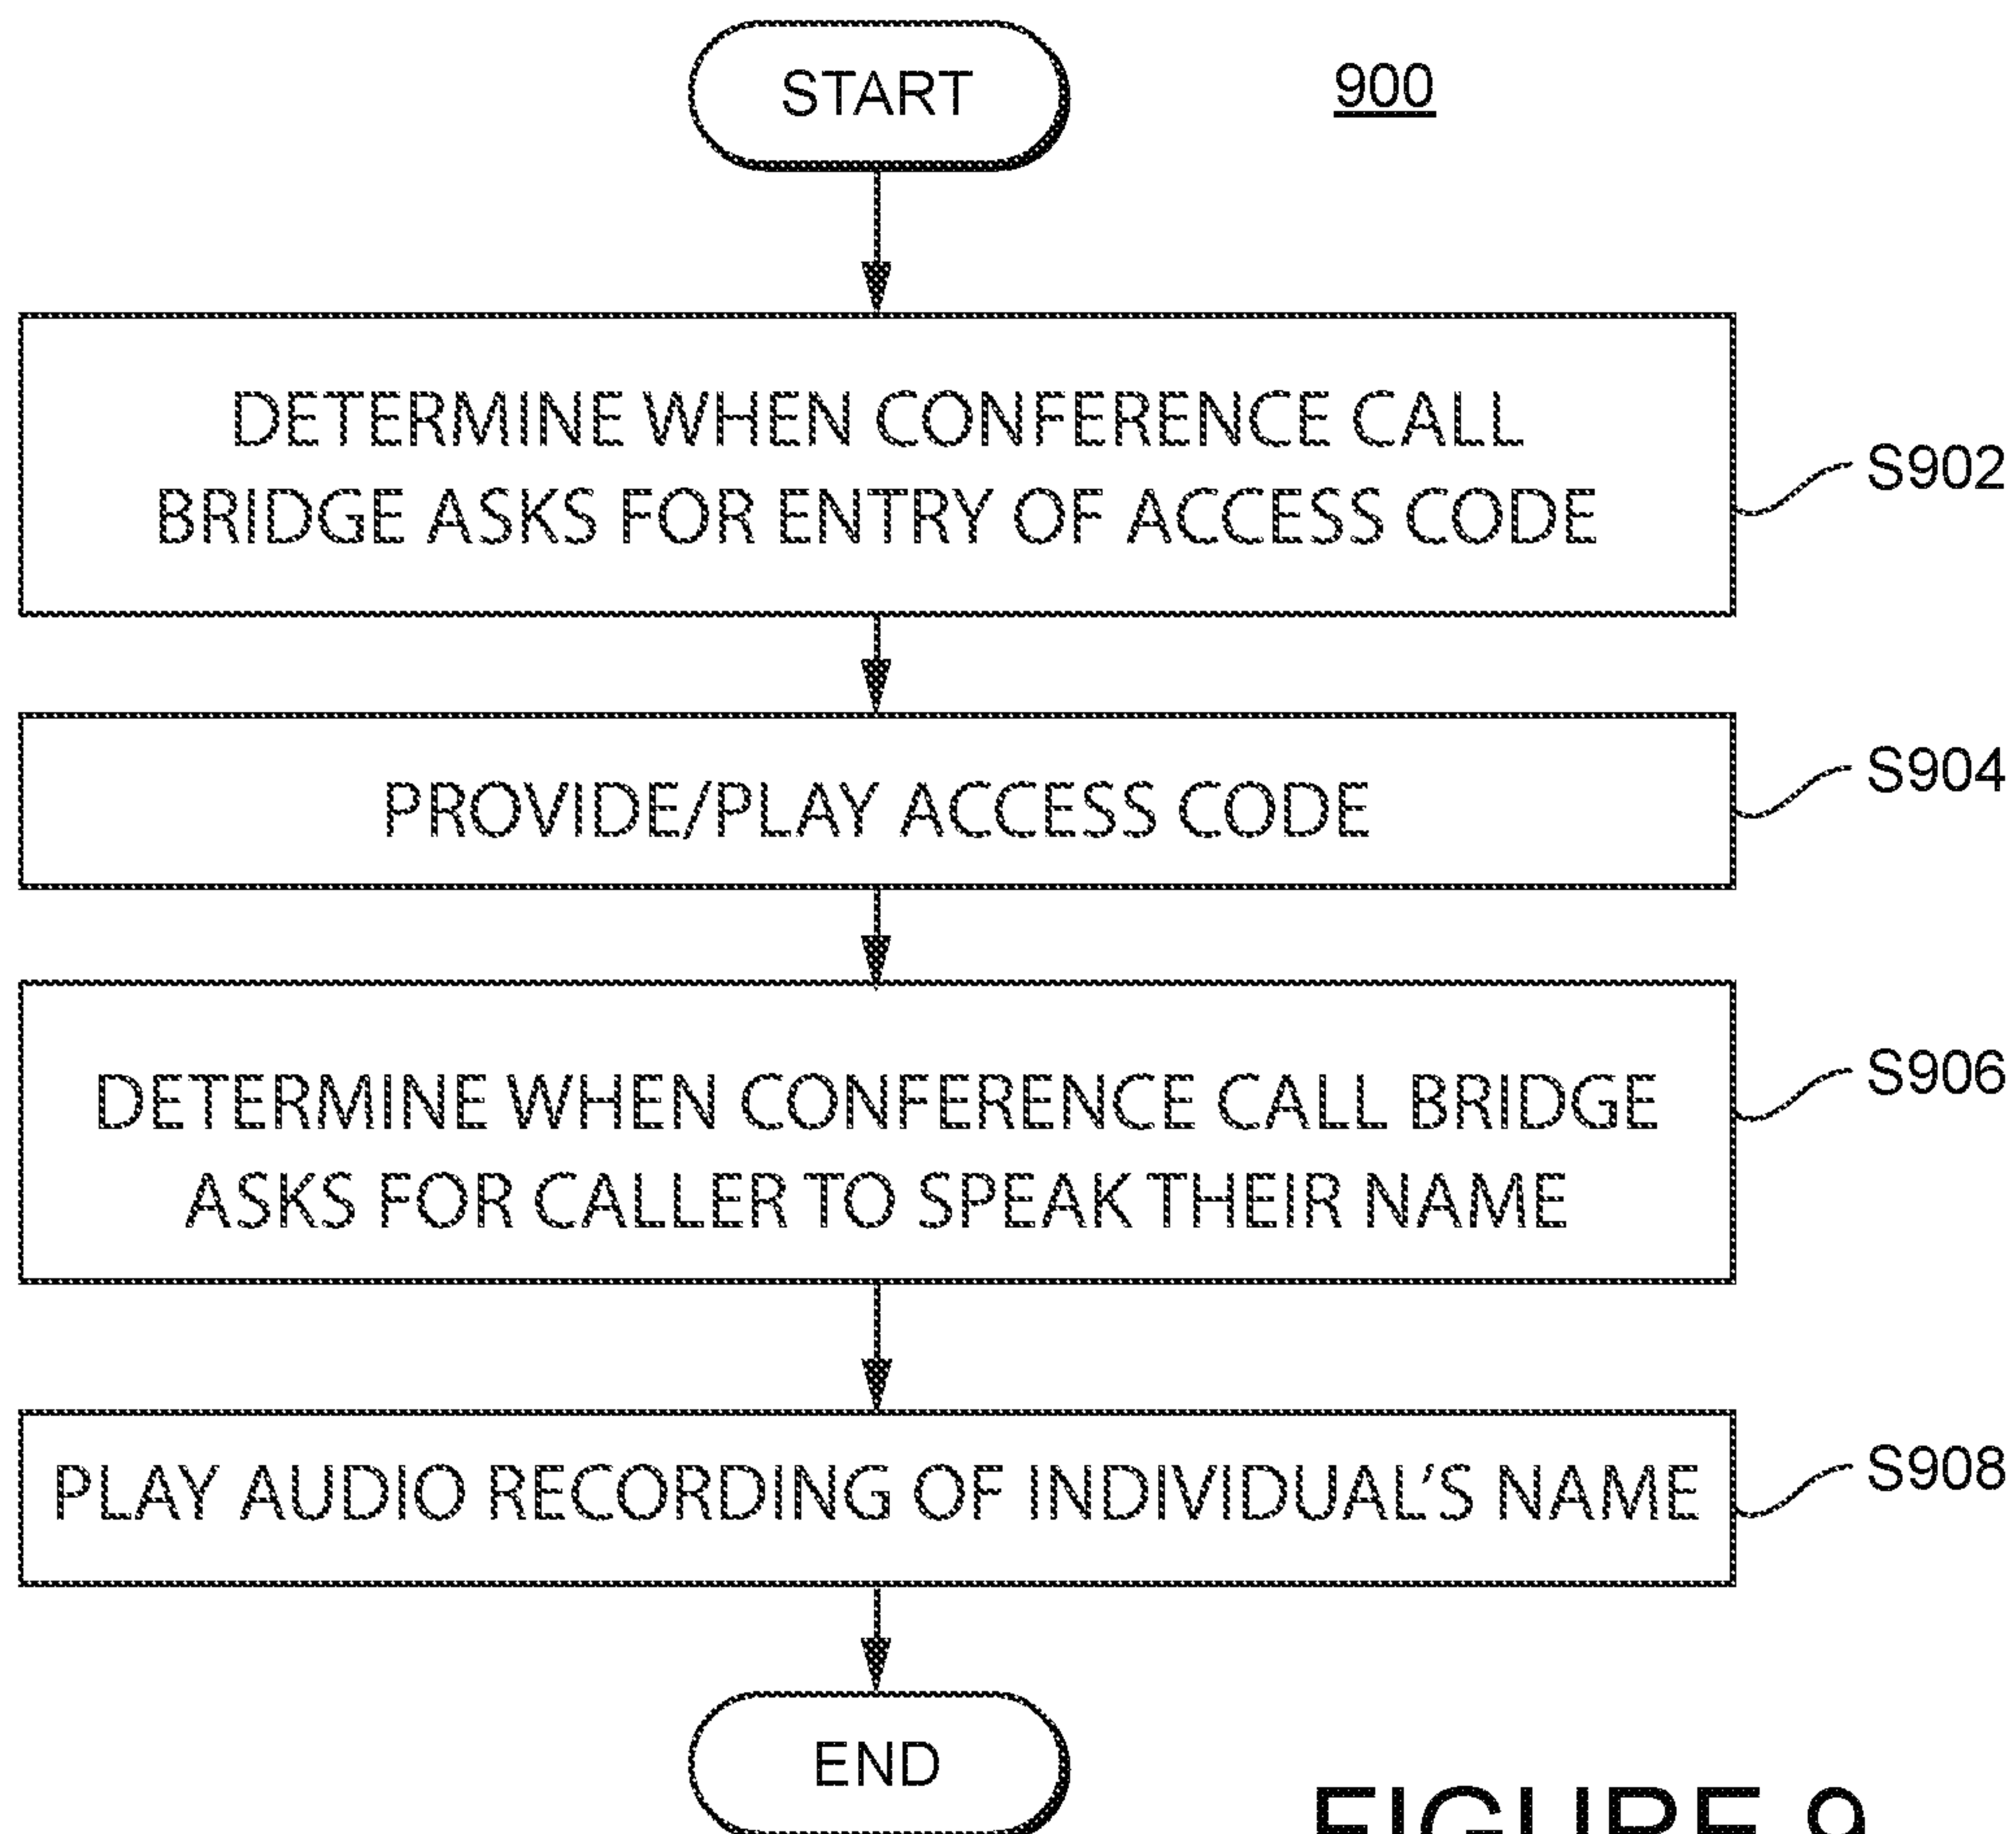 START
900
DETERMINE WHEN CONFERENCE CALL
BRIDGE ASKS FOR ENTRY OF ACCESS CODE
S902
PROVIDE/PLAY ACCESS CODE
S904
DETERMINE WHEN CONFERENCE CALL BRIDGE
ASKS FOR CALLER TO SPEAK THEIR NAME
S906
PLAY AUDIO RECORDING OF INDIVIDUAL'S NAME
S908
END
FIGURE 9